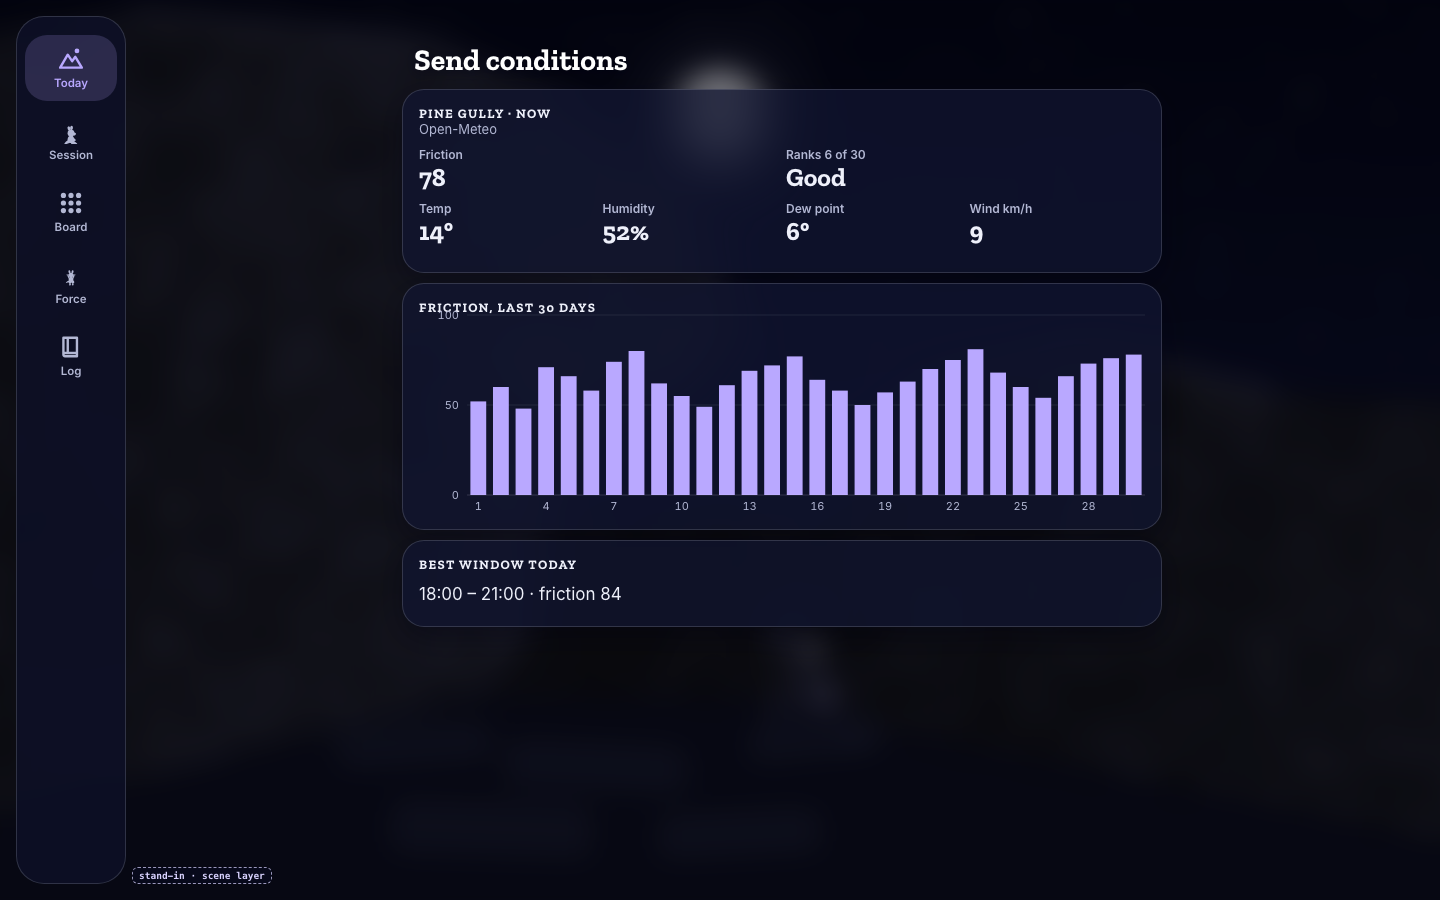 Today
Session
Board
Force
Log
Send conditions
PINE GULLY · NOW
Open-Meteo
Friction
Ranks 6 of 30
78
Good
Temp
Humidity
Dew point
Wind km/h
14°
52%
6°
9
FRICTION, LAST 30 DAYS
100
50
0
1 4 7 10 13 16 19 22 25 28
BEST WINDOW TODAY
18:00 – 21:00 · friction 84
stand-in · scene layer